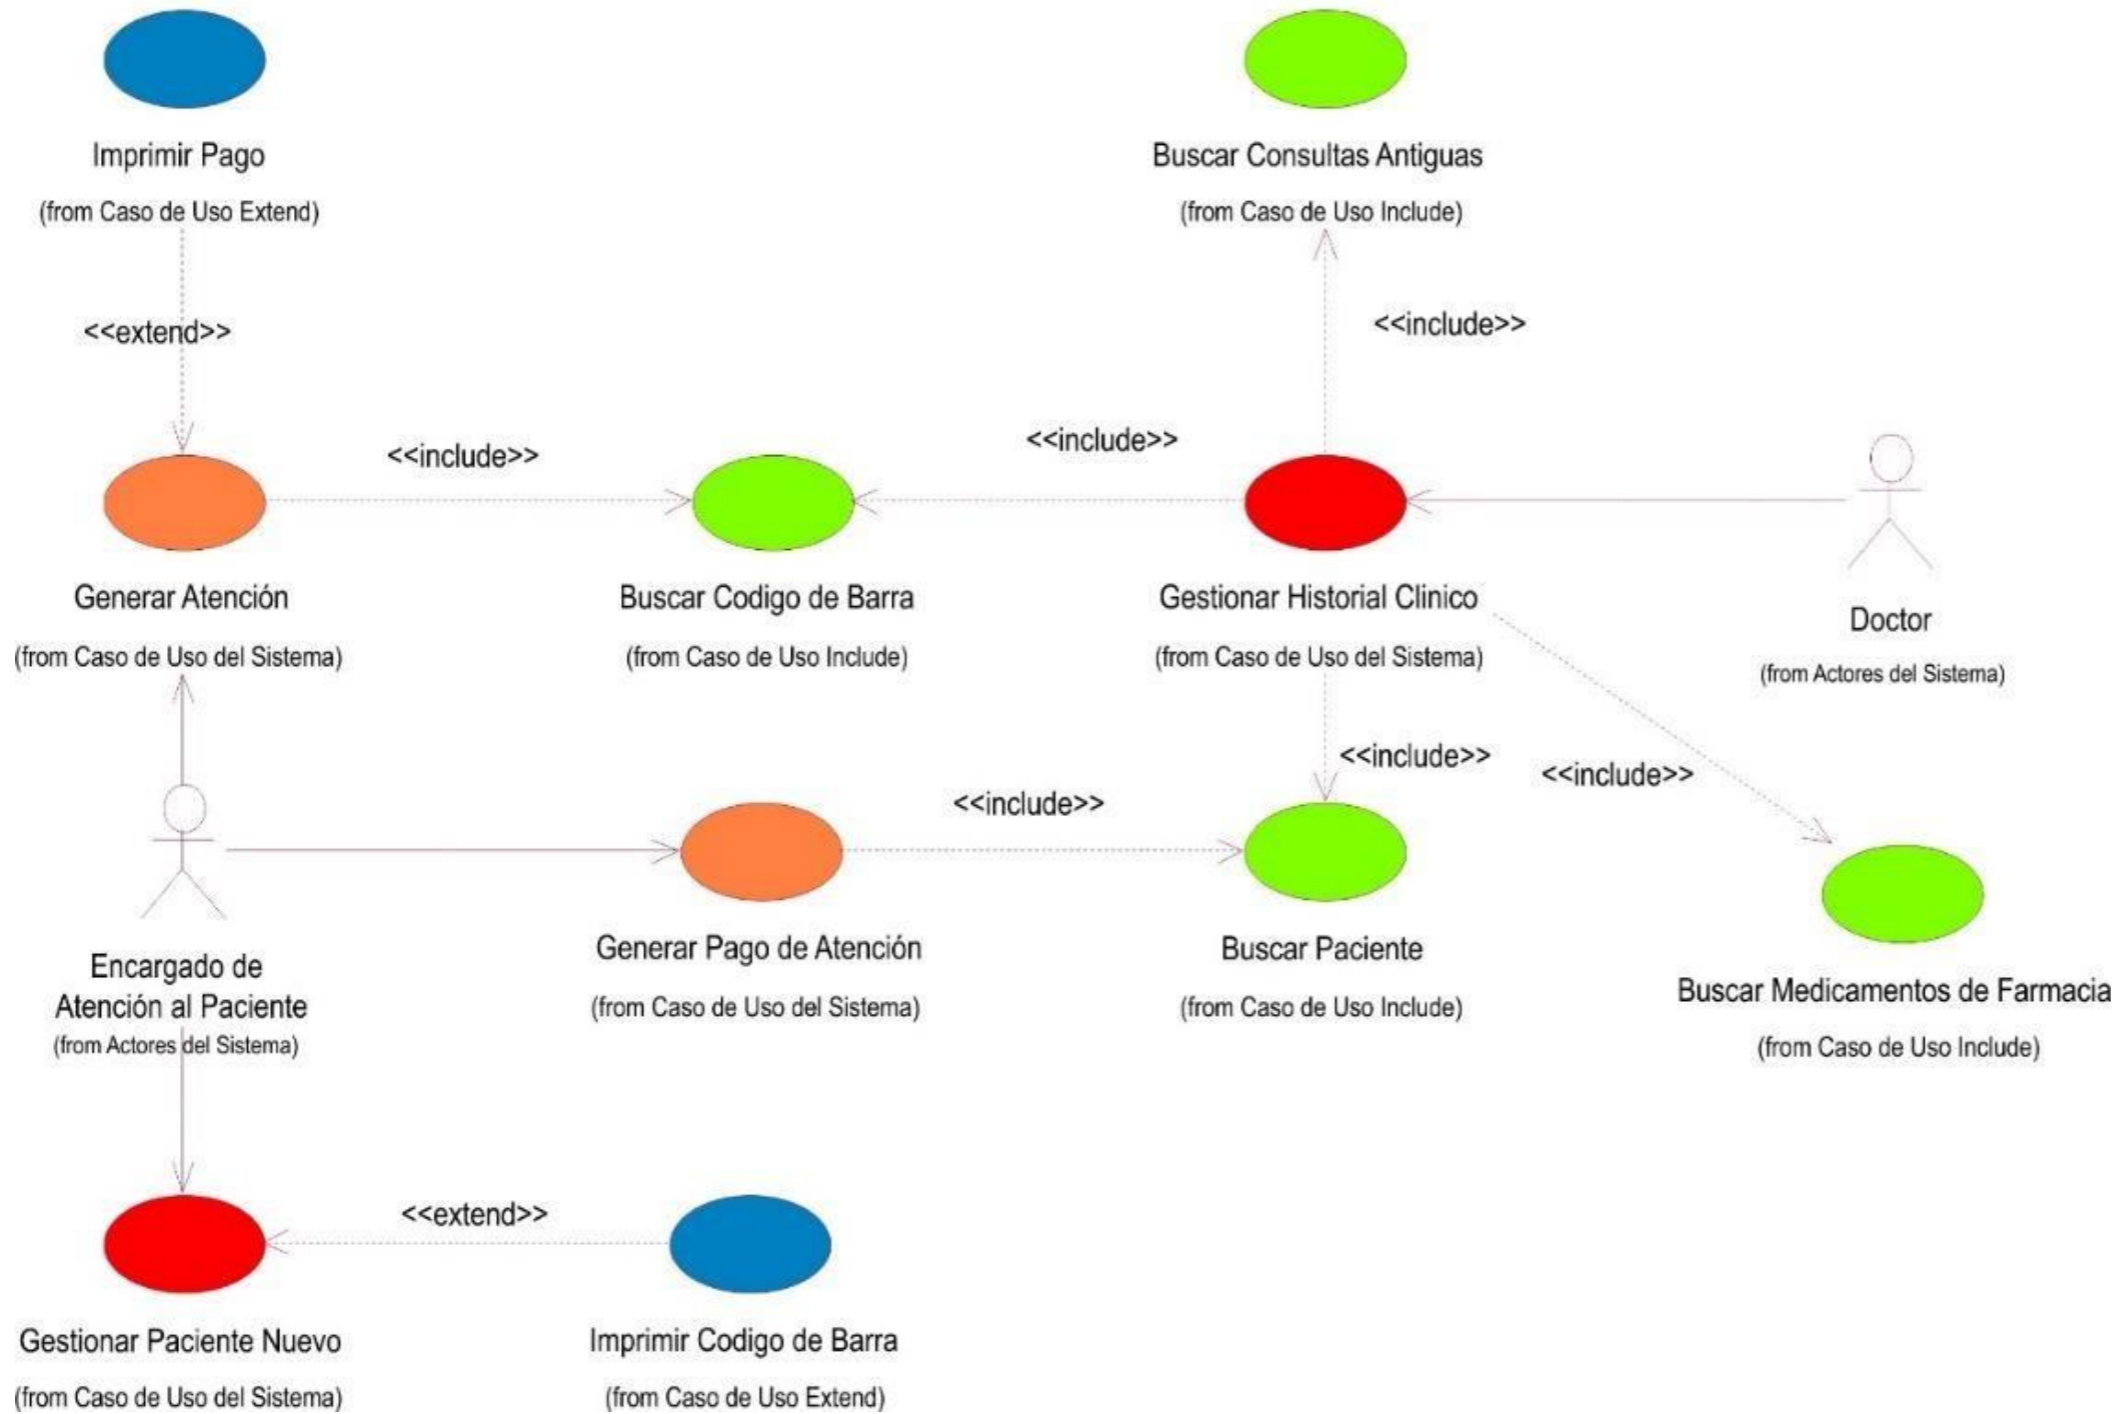 Imprimir Pago
(from Caso de Uso Extend)
Buscar Consultas Antiguas
(from Caso de Uso Include)
<<extend>>
<<include>>
<<include>>
<<include>>
Generar Atención
(from Caso de Uso del Sistema)
Buscar Codigo de Barra
(from Caso de Uso Include)
Gestionar Historial Clinico
(from Caso de Uso del Sistema)
Doctor
(from Actores del Sistema)
<<include>>
<<include>>
<<include>>
Encargado de
Atención al Paciente
(from Actores del Sistema)
Generar Pago de Atención
(from Caso de Uso del Sistema)
Buscar Paciente
(from Caso de Uso Include)
Buscar Medicamentos de Farmacia
(from Caso de Uso Include)
<<extend>>
Gestionar Paciente Nuevo
(from Caso de Uso del Sistema)
Imprimir Codigo de Barra
(from Caso de Uso Extend)